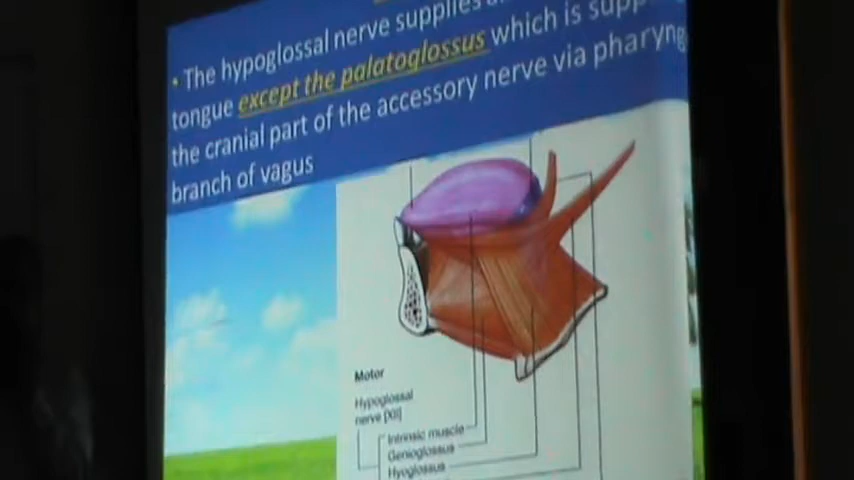 • The hypoglossal nerve supplies
tongue except the palatoglossus which is supp
the cranial part of the accessory nerve via pharyng
branch of vagus
Motor
Hypoglossal
nerve [XII]
Intrinsic muscle
Genioglossus
Hyoglossus